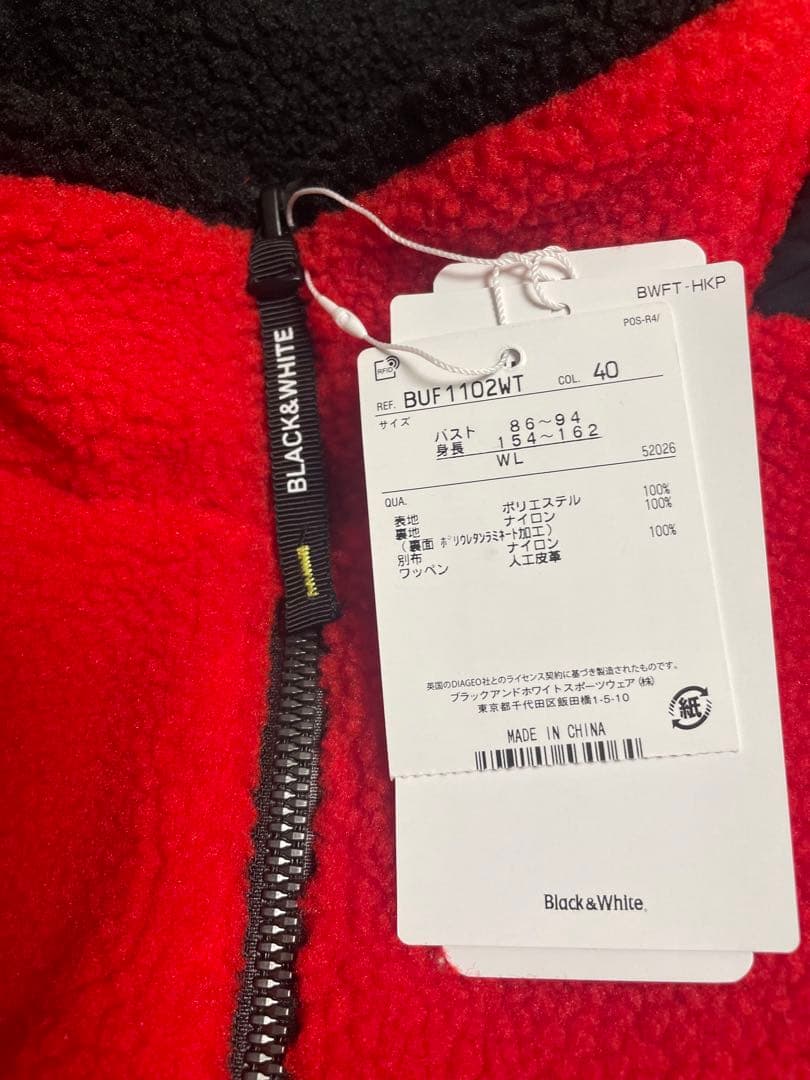 BLACK&WHITE
BWFT-HKP
POS-R4/
RFID
REF. BUF1102WT COL. 40
サイズ
バスト 86~94
身長 154~162
WL 52026
QUA.
表地 ポリエステル 100%
裏地 ナイロン 100%
(裏面 ポリウレタンラミネート加工)
別布 ナイロン 100%
ワッペン 人工皮革
英国のDIAGEO社とのライセンス契約に基づき製造されたものです。
ブラックアンドホワイトスポーツウェア(株)
東京都千代田区飯田橋1-5-10
紙
MADE IN CHINA
Black&White.